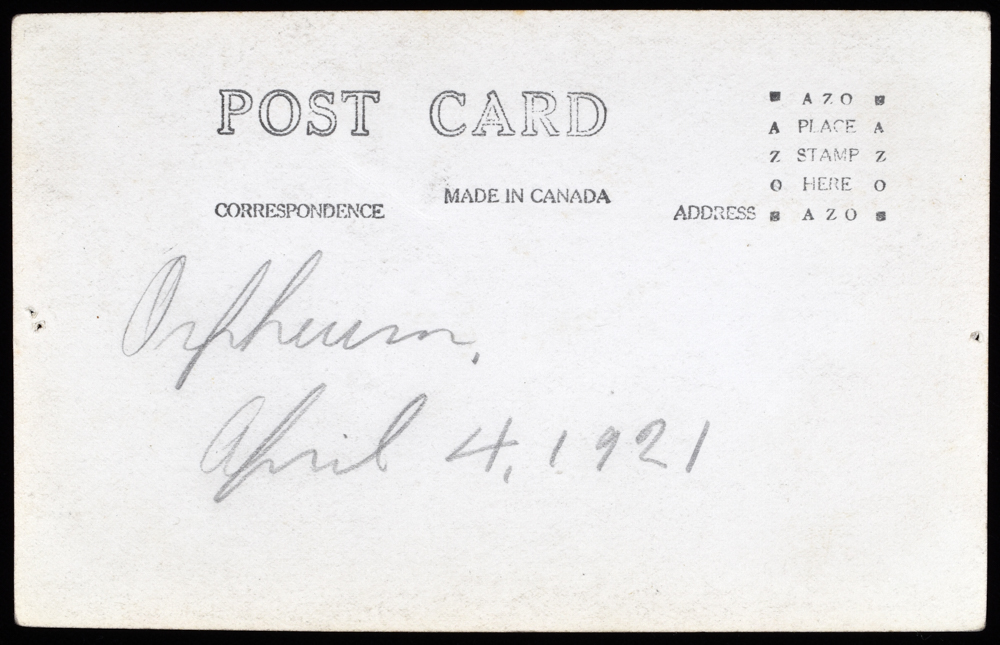 POST CARD
CORRESPONDENCE
MADE IN CANADA
ADDRESS
AZO
A PLACE A
Z STAMP Z
O HERE O
AZO
Orpheum,
April 4, 1921